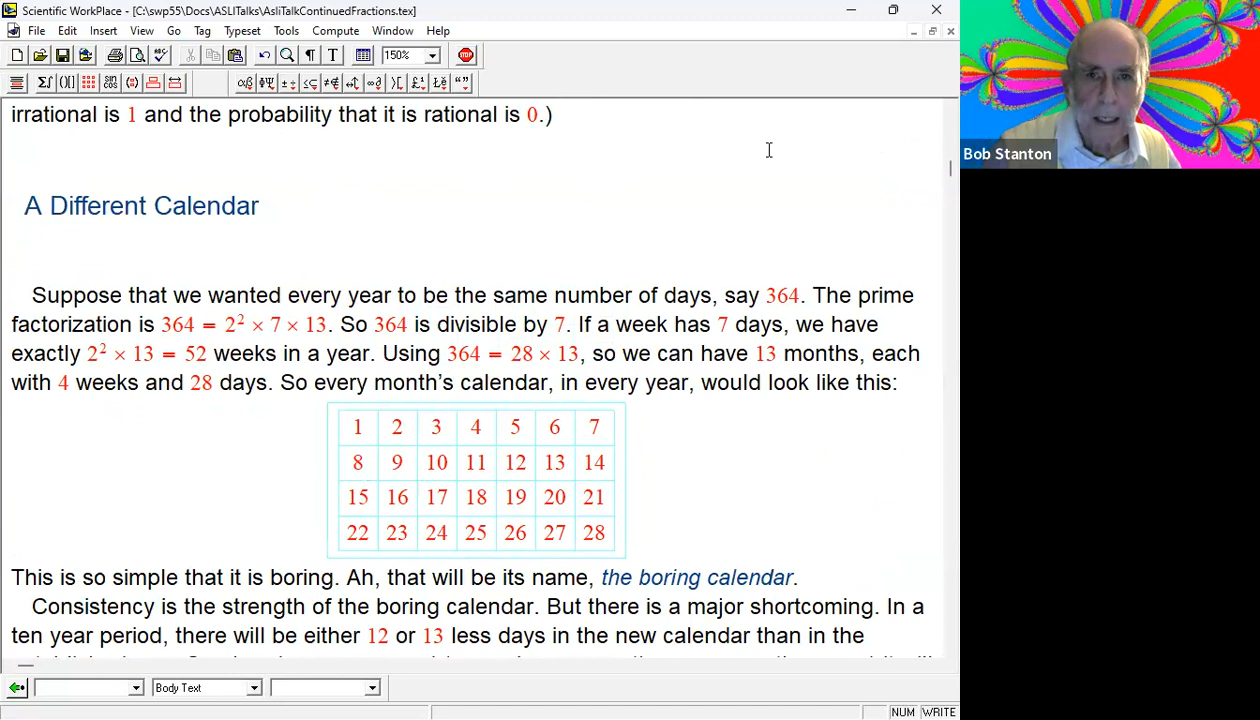 Scientific WorkPlace - [C:\swp55\Docs\ASLITalks\AsliTalkContinuedFractions.tex]
File Edit Insert View Go Tag Typeset Tools Compute Window Help
150%
irrational is 1 and the probability that it is rational is 0.)
Bob Stanton
A Different Calendar
Suppose that we wanted every year to be the same number of days, say 364. The prime
factorization is 364 = 2² × 7 × 13. So 364 is divisible by 7. If a week has 7 days, we have
exactly 2² × 13 = 52 weeks in a year. Using 364 = 28 × 13, so we can have 13 months, each
with 4 weeks and 28 days. So every month's calendar, in every year, would look like this:
1 2 3 4 5 6 7
8 9 10 11 12 13 14
15 16 17 18 19 20 21
22 23 24 25 26 27 28
This is so simple that it is boring. Ah, that will be its name, the boring calendar.
Consistency is the strength of the boring calendar. But there is a major shortcoming. In a
ten year period, there will be either 12 or 13 less days in the new calendar than in the
Body Text
NUM WRITE